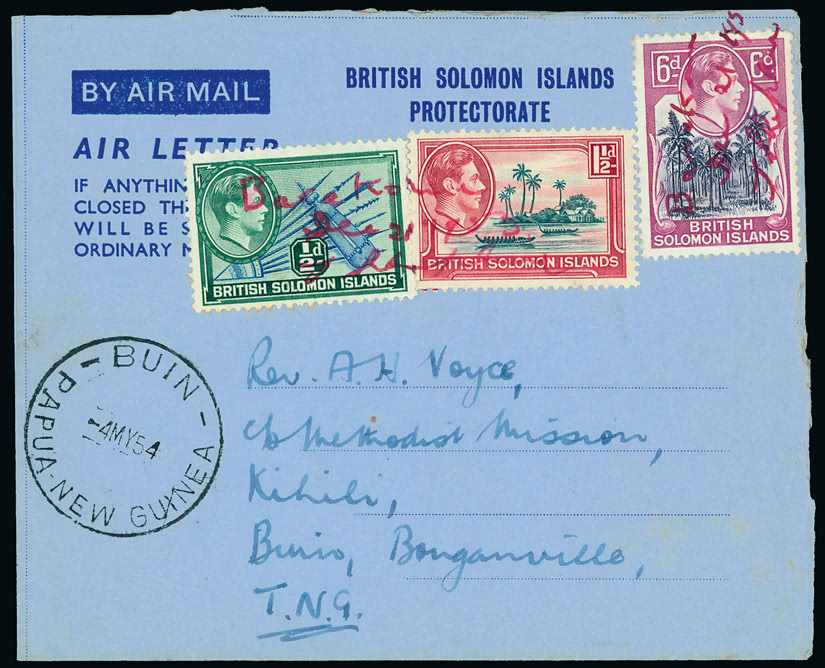 BRITISH SOLOMON ISLANDS
PROTECTORATE
BY AIR MAIL
AIR LETTER
IF ANYTHIN
CLOSED TH
WILL BE S
ORDINARY M
½d
BRITISH SOLOMON ISLANDS
1½d
BRITISH SOLOMON ISLANDS
6d 6d
BRITISH
SOLOMON ISLANDS
BUIN
-4MY54
PAPUA-NEW GUINEA
Rev. A. H. Voyce,
c/o Methodist Mission,
Kihili,
Buin, Bougainville,
T.N.G.